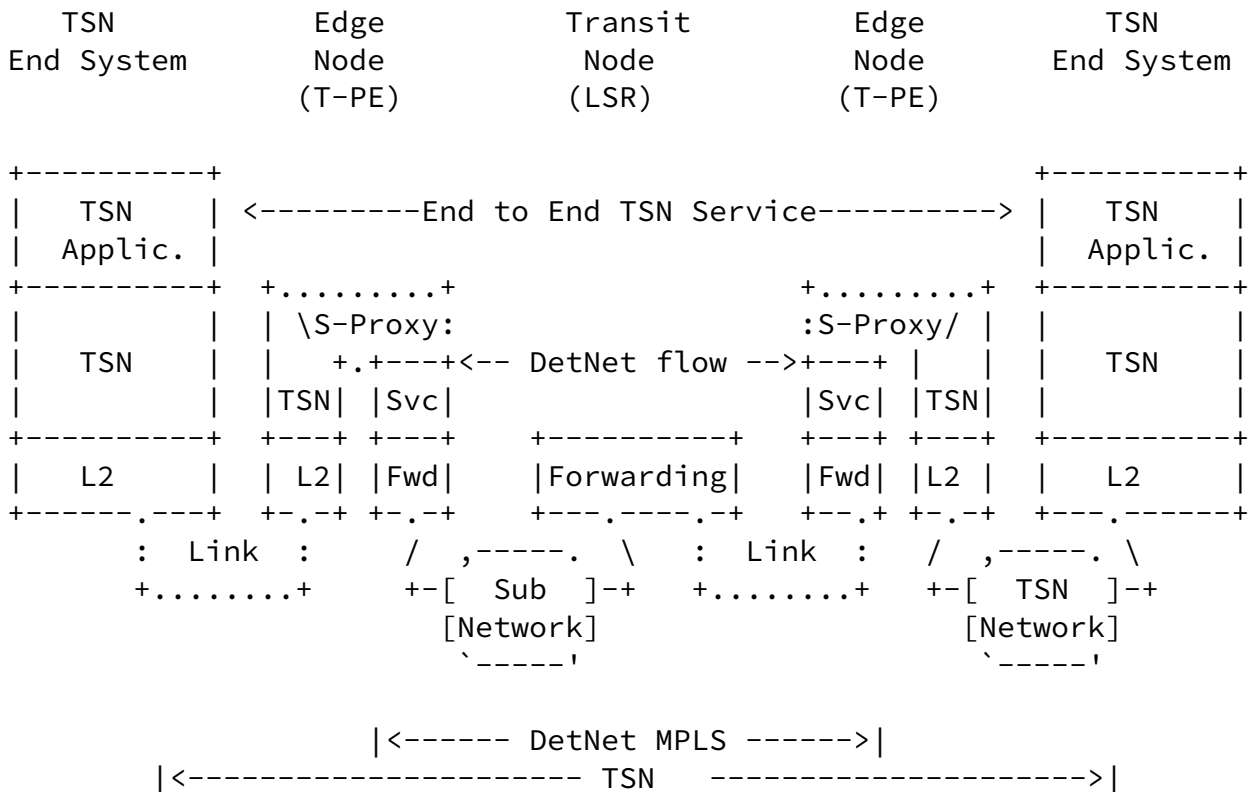 TSN              Edge          Transit         Edge              TSN
End System       Node            Node          Node          End System
                (T-PE)          (LSR)         (T-PE)
TSN       <---------End to End TSN Service---------->       TSN
Applic.                                                   Applic.
\S-Proxy:                              :S-Proxy/
TSN       <-- DetNet flow -->       TSN
TSN   Svc                              Svc   TSN
L2      L2   Fwd      Forwarding      Fwd   L2      L2
: Link :   / ,-----. \   : Link :   / ,-----. \
+........+   +-[ Sub ]-+   +........+   +-[ TSN ]-+
[Network]                              [Network]
`-----'                              `-----'
|<------ DetNet MPLS ------>|
|<---------------------- TSN   --------------------->|